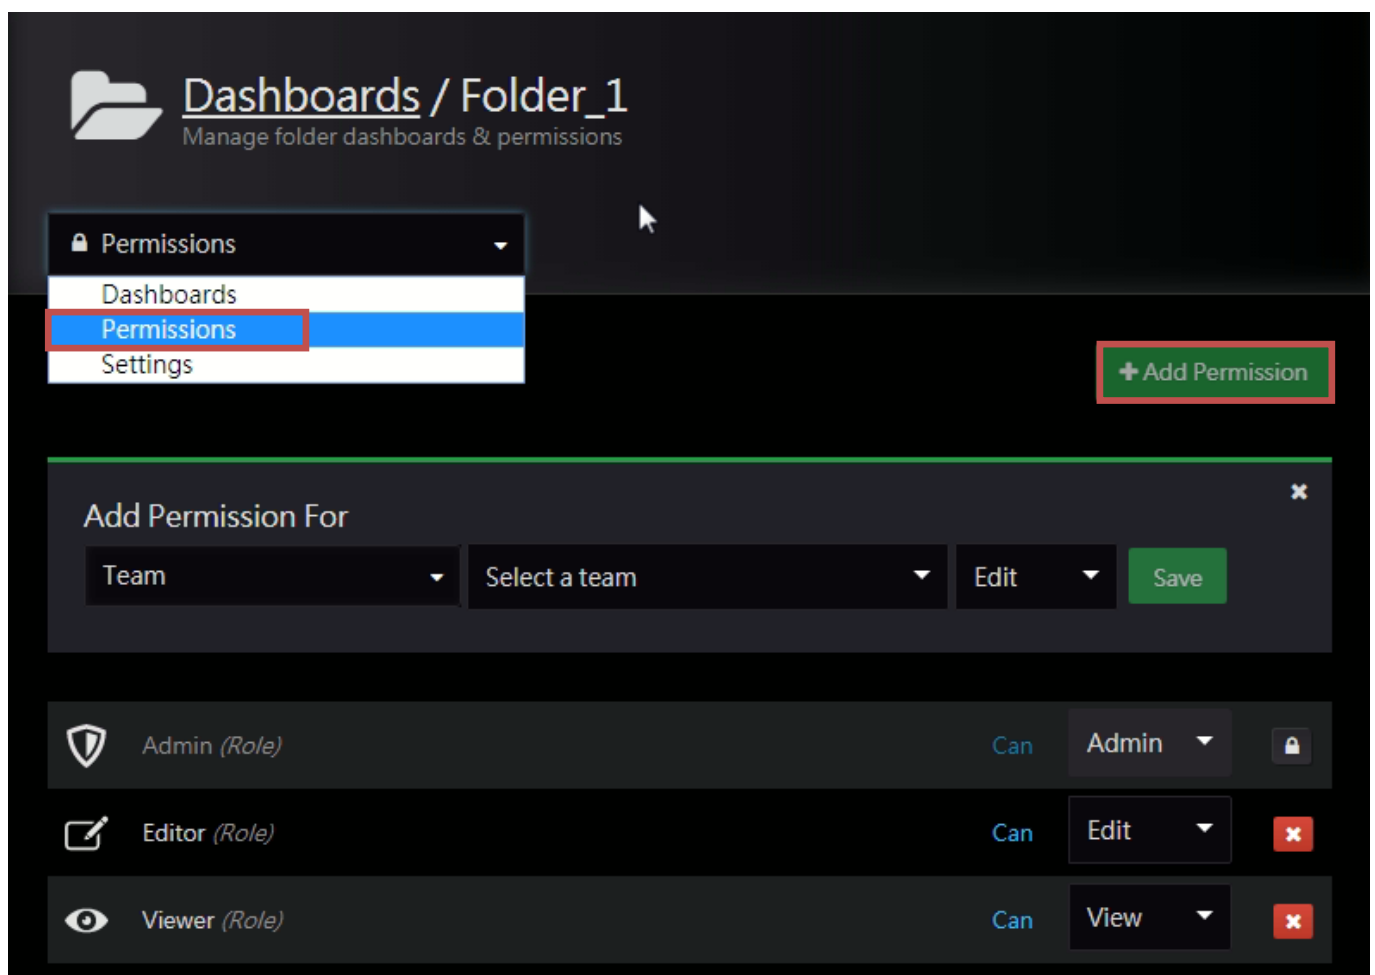 Dashboards / Folder_1
Manage folder dashboards & permissions
Permissions
Dashboards
Permissions
Settings
Add Permission
Add Permission For
Team Select a team Edit Save
Admin (Role) Can Admin
Editor (Role) Can Edit
Viewer (Role) Can View